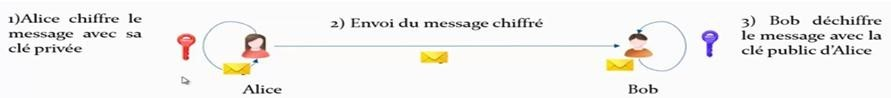 1)Alice chiffre le
message avec sa
clé privée
2) Envoi du message chiffré
3) Bob déchiffre
le message avec la
clé public d'Alice
Alice
Bob